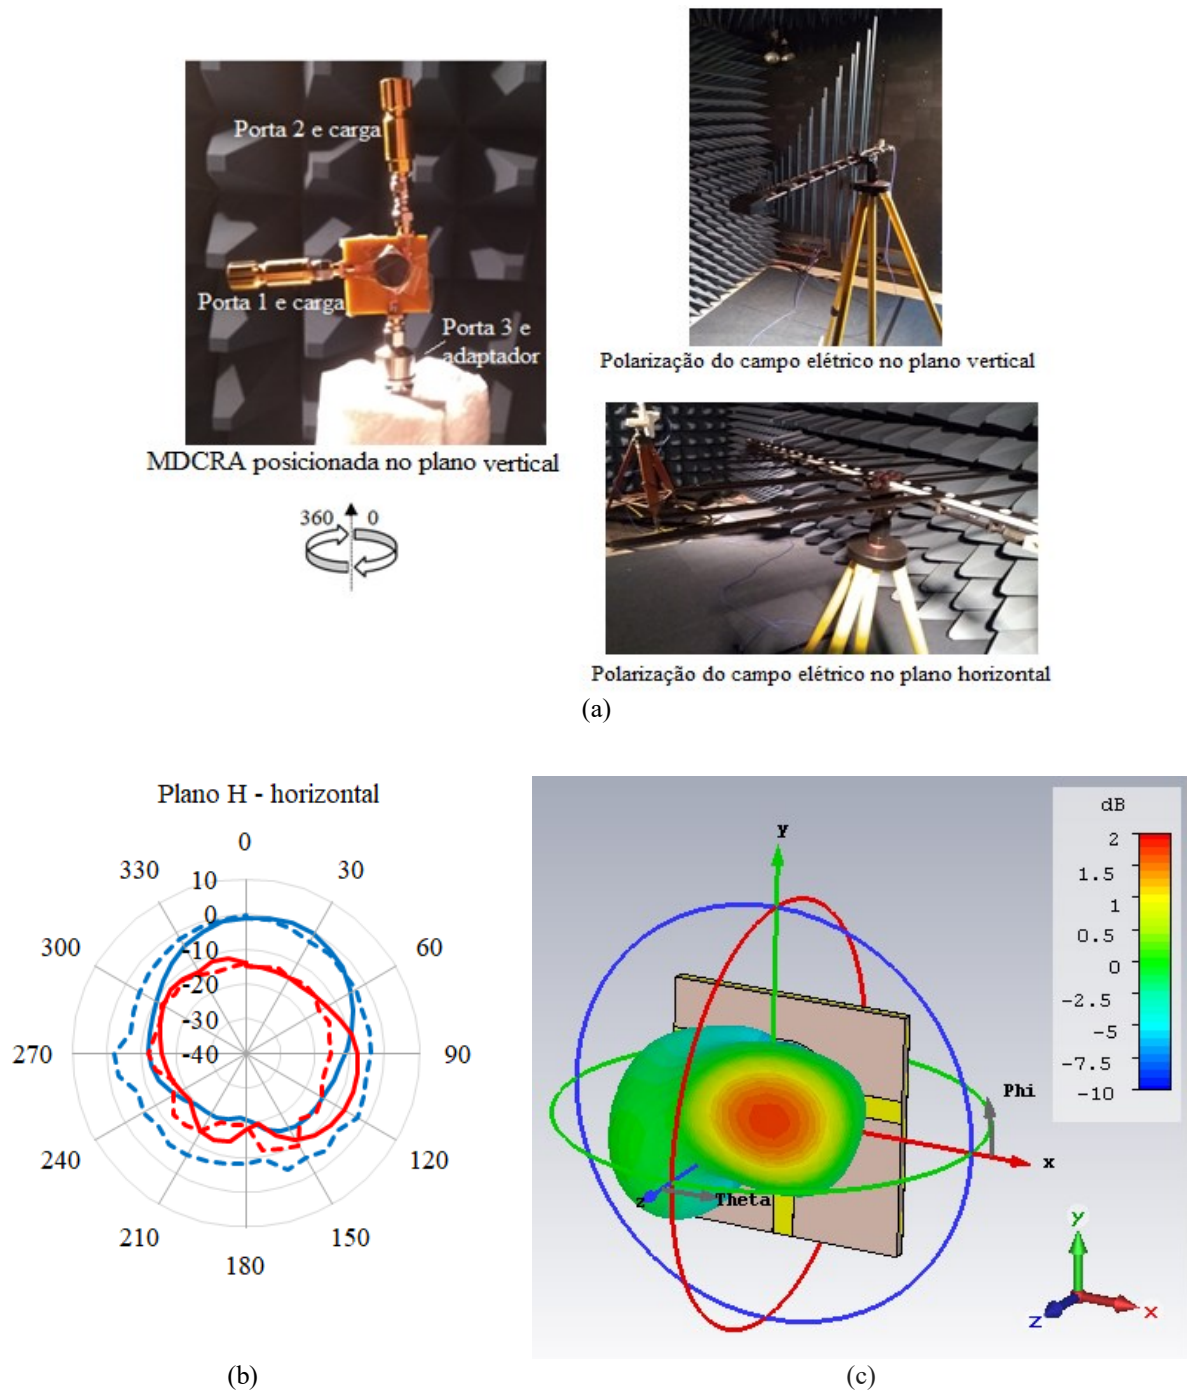 Porta 2 e carga
Porta 1 e carga
Porta 3 e
adaptador
MDCRA posicionada no plano vertical
360 0
Polarização do campo elétrico no plano vertical
Polarização do campo elétrico no plano horizontal
(a)
Plano H - horizontal
0
330 30
10
0
300 60
-10
-20
-30
270 -40 90
240 120
210 150
180
(b)
dB
2
1.5
1
0.5
0
-2.5
-5
-7.5
-10
y
Phi
x
z Theta
y
z x
(c)